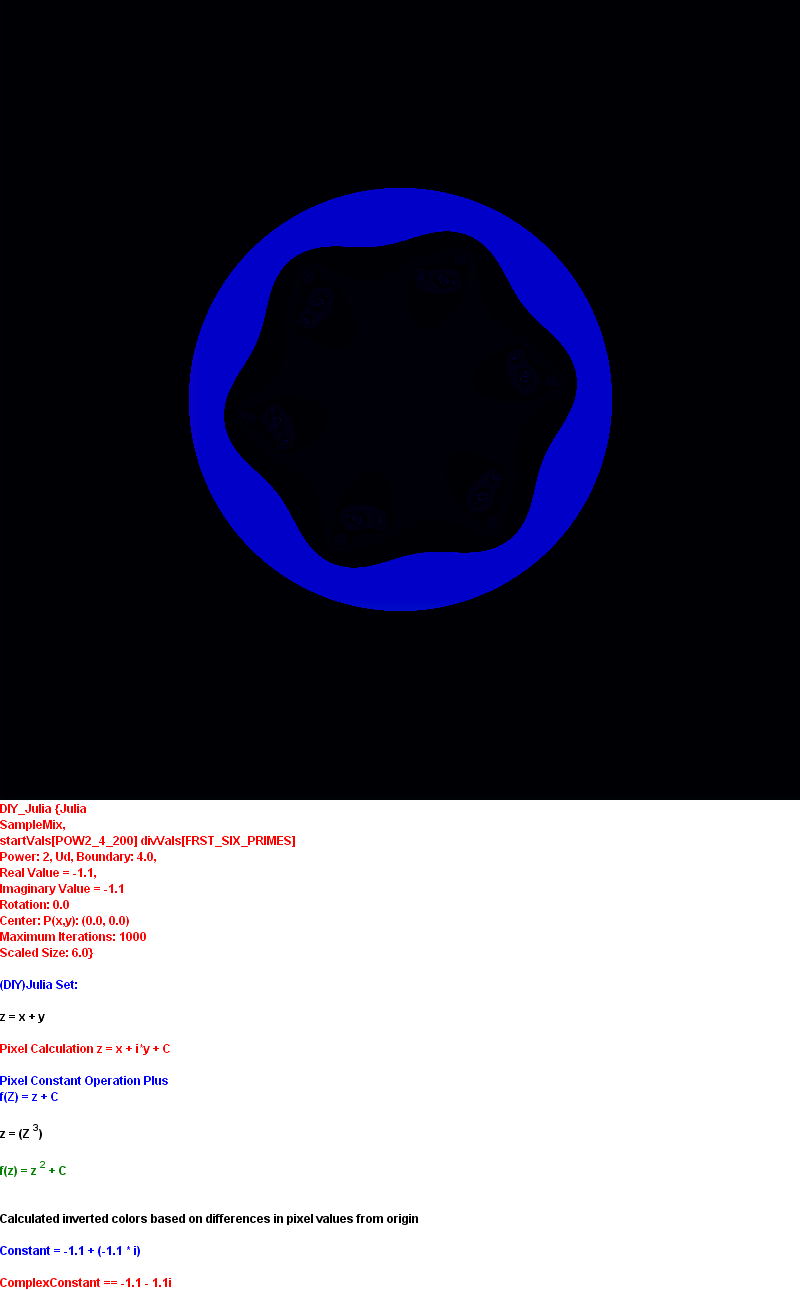 DIY_Julia {Julia
SampleMix,
startVals[POW2_4_200] divVals[FRST_SIX_PRIMES]
Power: 2, Ud, Boundary: 4.0,
Real Value = -1.1,
Imaginary Value = -1.1
Rotation: 0.0
Center: P(x,y): (0.0, 0.0)
Maximum Iterations: 1000
Scaled Size: 6.0}
(DIY)Julia Set:
z = x + y
Pixel Calculation z = x + i*y + C
Pixel Constant Operation Plus
f(Z) = z + C
z = (Z ³)
f(z) = z ² + C
Calculated inverted colors based on differences in pixel values from origin
Constant = -1.1 + (-1.1 * i)
ComplexConstant == -1.1 - 1.1i